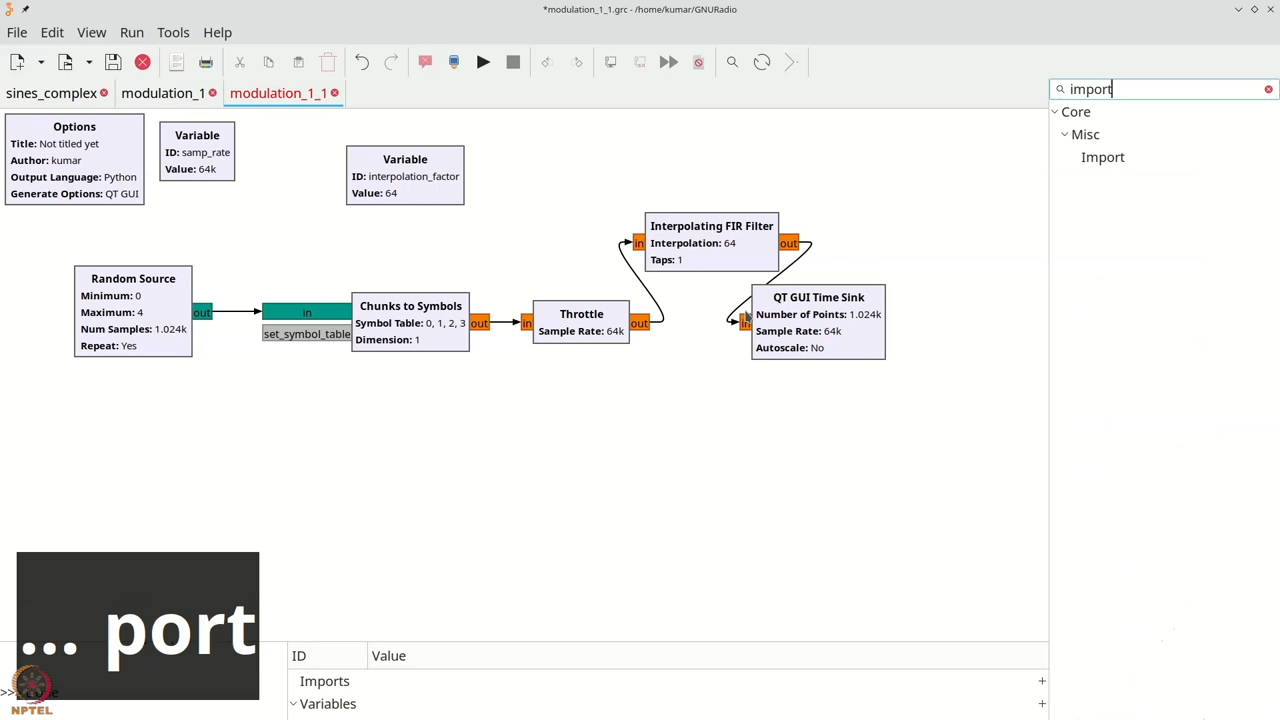 *modulation_1_1.grc - /home/kumar/GNURadio
File Edit View Run Tools Help
sines_complex modulation_1 modulation_1_1
import
Core
Misc
Import
Options
Title: Not titled yet
Author: kumar
Output Language: Python
Generate Options: QT GUI
Variable
ID: samp_rate
Value: 64k
Variable
ID: interpolation_factor
Value: 64
Interpolating FIR Filter
Interpolation: 64
Taps: 1
in
out
Random Source
Minimum: 0
Maximum: 4
Num Samples: 1.024k
Repeat: Yes
out
in
set_symbol_table
Chunks to Symbols
Symbol Table: 0, 1, 2, 3
Dimension: 1
out
in
Throttle
Sample Rate: 64k
out
in
QT GUI Time Sink
Number of Points: 1.024k
Sample Rate: 64k
Autoscale: No
... port
NPTEL
ID Value
Imports +
Variables +